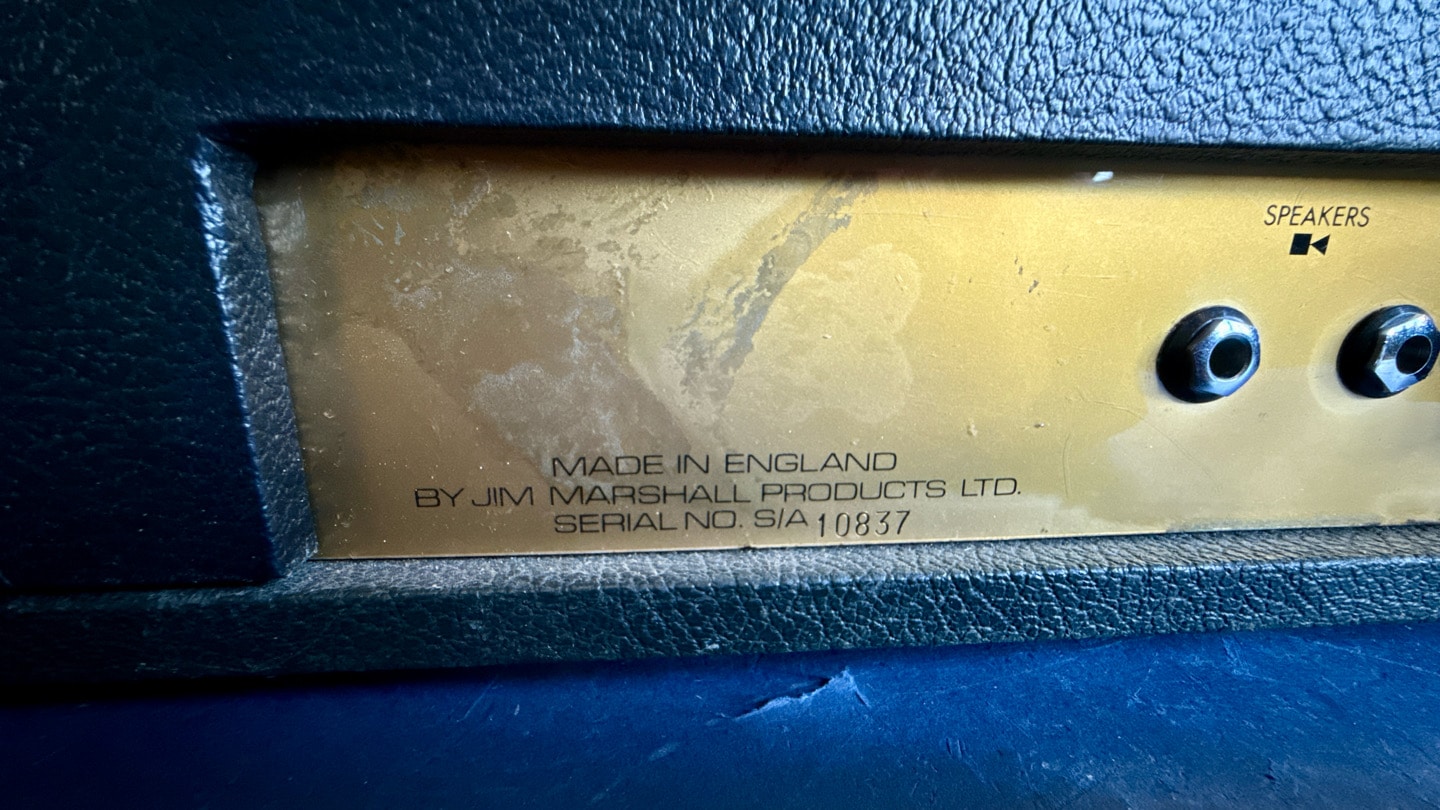 SPEAKERS
MADE IN ENGLAND
BY JIM MARSHALL PRODUCTS LTD.
SERIAL NO. S/A 10837